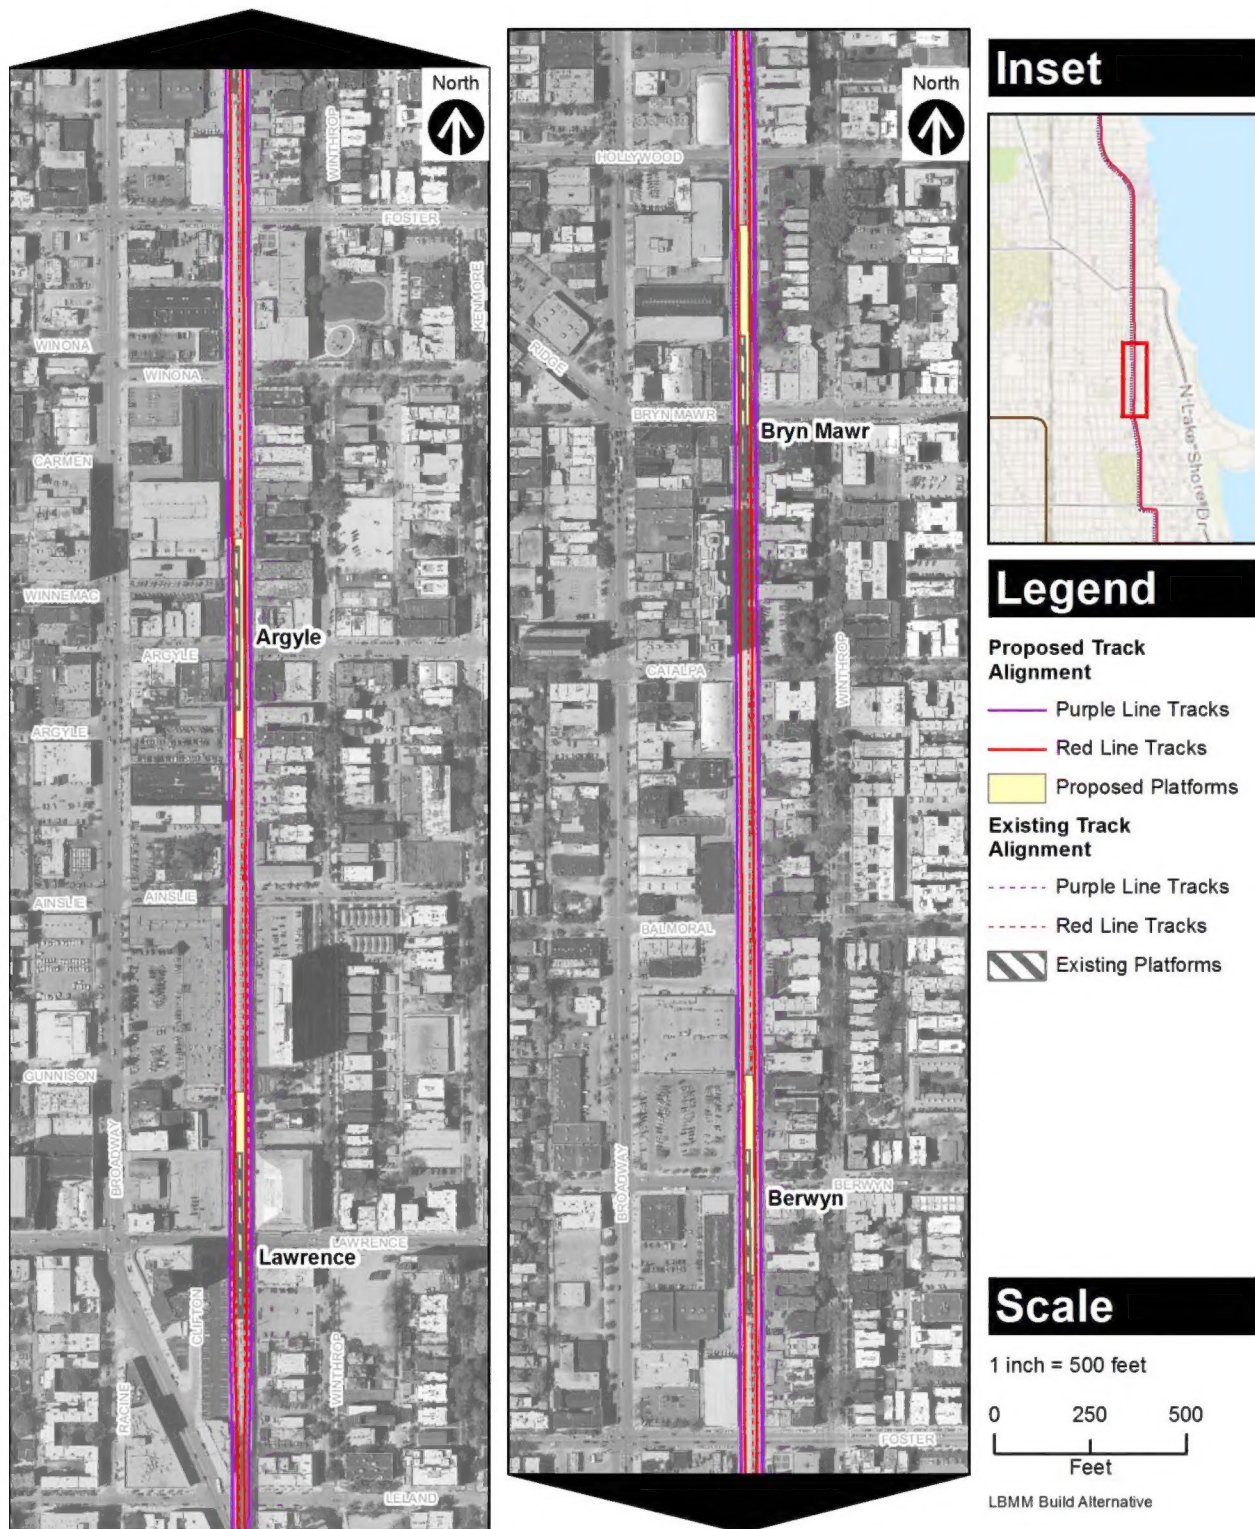 North
WINTHROP
FOSTER
KENMORE
WINONA
WINONA
CARMEN
WINNEMAC
Argyle
ARGYLE
ARGYLE
AINSLIE
AINSLIE
GUNNISON
BROADWAY
LAWRENCE
Lawrence
CLIFTON
WINTHROP
RACINE
LELAND
North
HOLLYWOOD
RIDGE
BRYN MAWR
Bryn Mawr
CATALPA
WINTHROP
BALMORAL
BROADWAY
BERWYN
Berwyn
FOSTER
Inset
N Lake Shore Dr
Legend
Proposed Track
Alignment
Purple Line Tracks
Red Line Tracks
Proposed Platforms
Existing Track
Alignment
Purple Line Tracks
Red Line Tracks
Existing Platforms
Scale
1 inch = 500 feet
0 250 500
Feet
LBMM Build Alternative